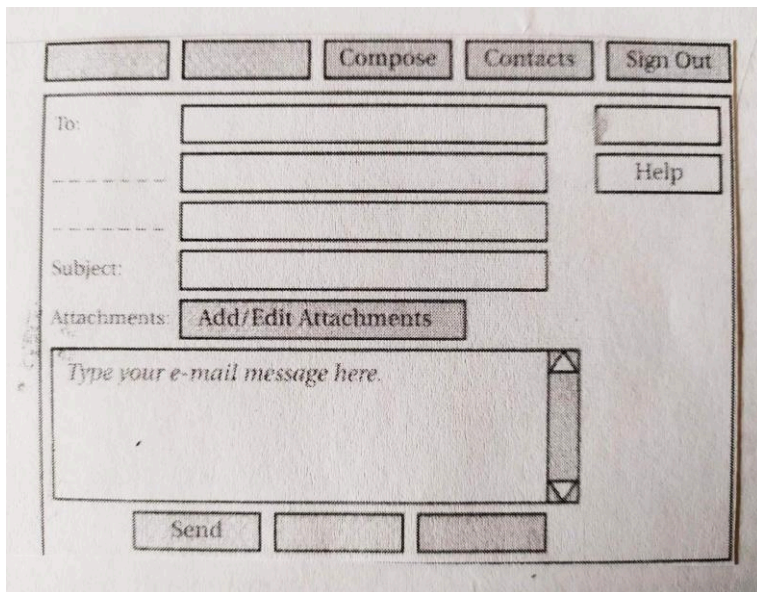 Compose Contacts Sign Out
To:
Help
Subject:
Attachments: Add/Edit Attachments
Type your e-mail message here.
Send